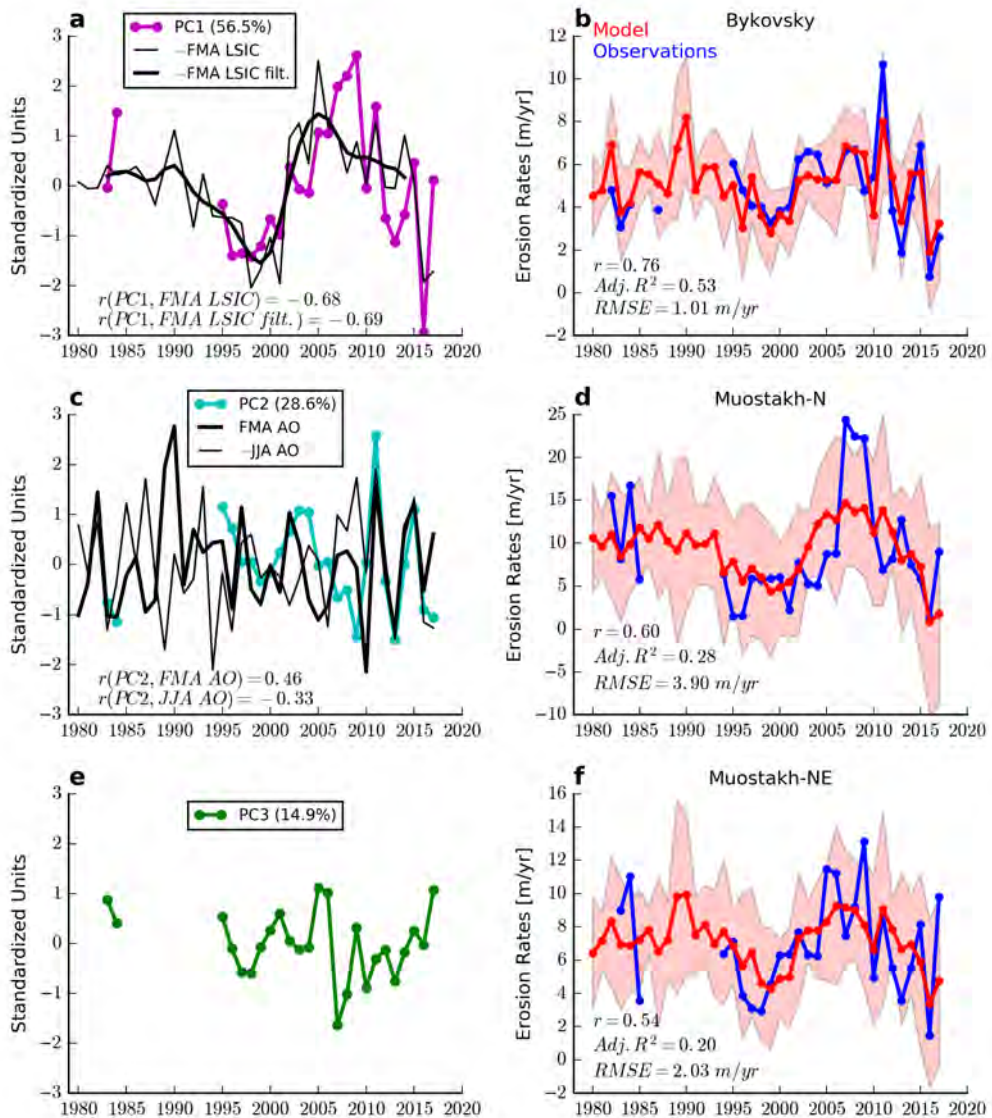 a
PC1 (56.5%)
−FMA LSIC
−FMA LSIC filt.
Standardized Units
3
2
1
0
−1
−2
−3
r(PC1, FMA LSIC) = −0.68
r(PC1, FMA LSIC filt.) = −0.69
1980 1985 1990 1995 2000 2005 2010 2015 2020
b
Bykovsky
Model
Observations
Erosion Rates [m/yr]
12
10
8
6
4
2
0
−2
r = 0.76
Adj. R² = 0.53
RMSE = 1.01 m/yr
1980 1985 1990 1995 2000 2005 2010 2015 2020
c
PC2 (28.6%)
FMA AO
−JJA AO
Standardized Units
3
2
1
0
−1
−2
−3
r(PC2, FMA AO) = 0.46
r(PC2, JJA AO) = −0.33
1980 1985 1990 1995 2000 2005 2010 2015 2020
d
Muostakh-N
Erosion Rates [m/yr]
25
20
15
10
5
0
−5
−10
r = 0.60
Adj. R² = 0.28
RMSE = 3.90 m/yr
1980 1985 1990 1995 2000 2005 2010 2015 2020
e
PC3 (14.9%)
Standardized Units
3
2
1
0
−1
−2
−3
1980 1985 1990 1995 2000 2005 2010 2015 2020
f
Muostakh-NE
Erosion Rates [m/yr]
16
14
12
10
8
6
4
2
0
−2
r = 0.54
Adj. R² = 0.20
RMSE = 2.03 m/yr
1980 1985 1990 1995 2000 2005 2010 2015 2020